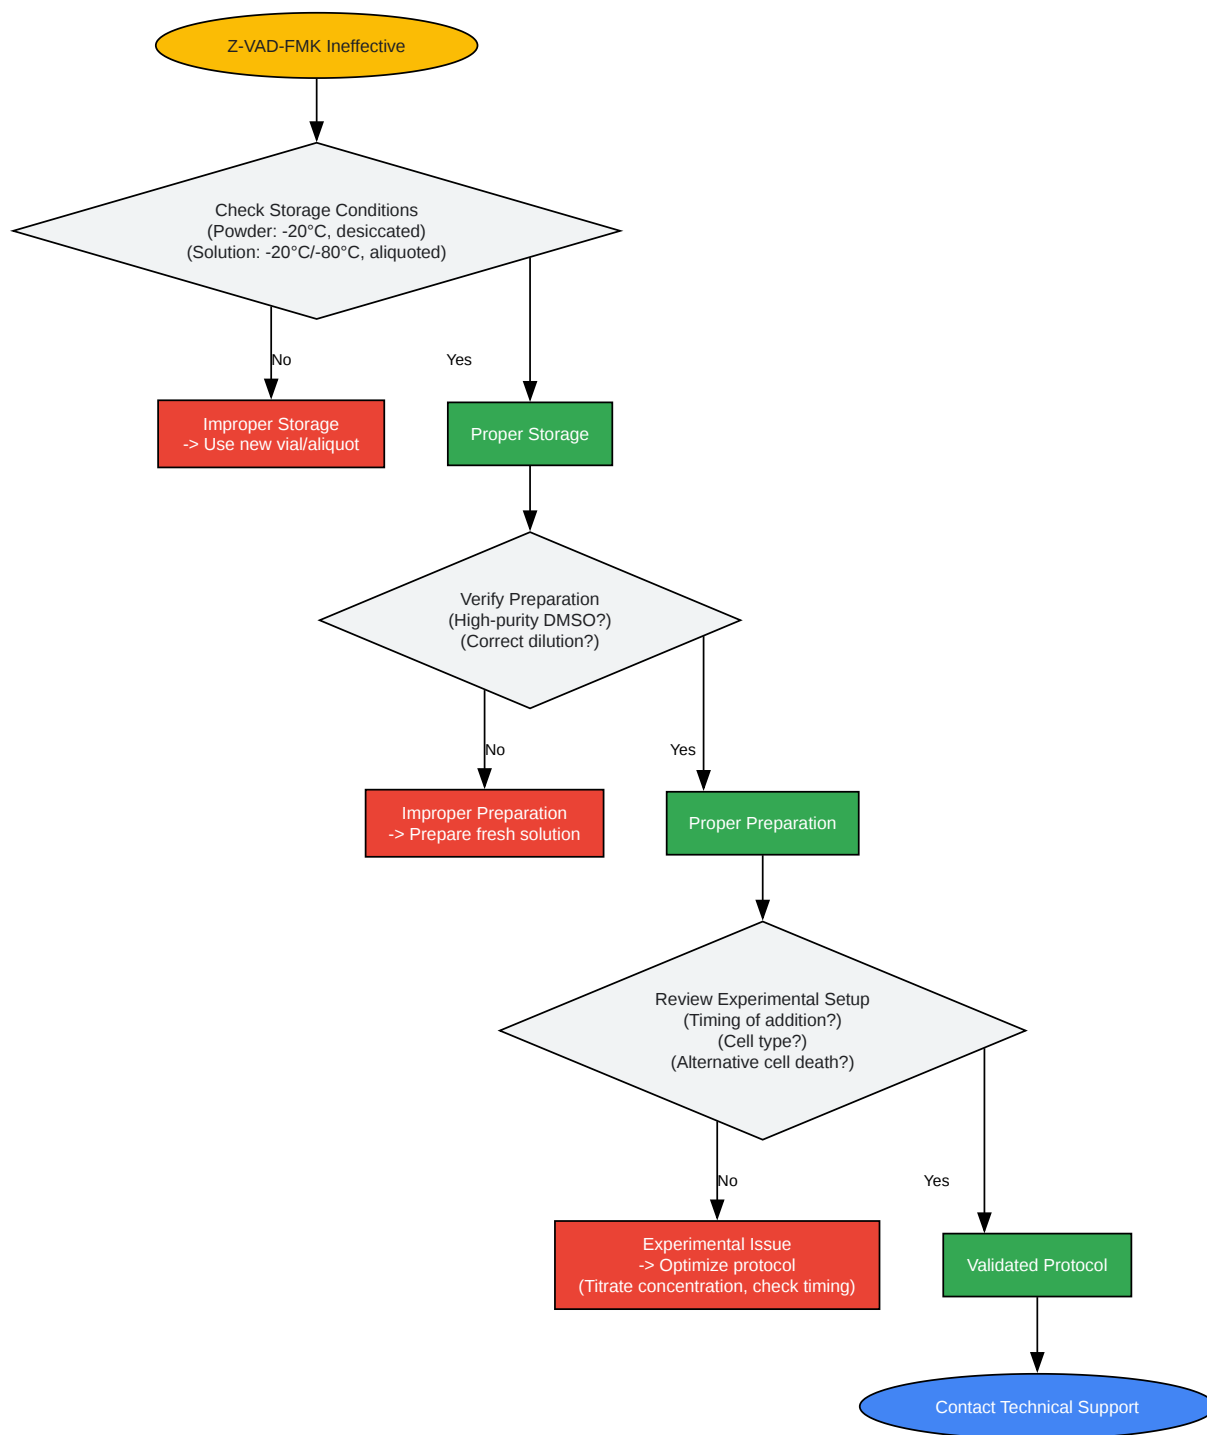 Z-VAD-FMK Ineffective
Check Storage Conditions
(Powder: -20°C, desiccated)
(Solution: -20°C/-80°C, aliquoted)
No
Yes
Improper Storage
-> Use new vial/aliquot
Proper Storage
Verify Preparation
(High-purity DMSO?)
(Correct dilution?)
No
Yes
Improper Preparation
-> Prepare fresh solution
Proper Preparation
Review Experimental Setup
(Timing of addition?)
(Cell type?)
(Alternative cell death?)
No
Yes
Experimental Issue
-> Optimize protocol
(Titrate concentration, check timing)
Validated Protocol
Contact Technical Support